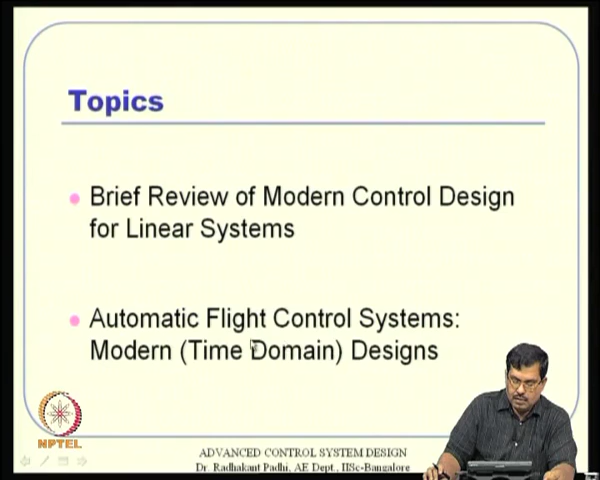 Topics
Brief Review of Modern Control Design
for Linear Systems
Automatic Flight Control Systems:
Modern (Time Domain) Designs
NPTEL
ADVANCED CONTROL SYSTEM DESIGN
Dr. Radhakant Padhi, AE Dept., IISc-Bangalore